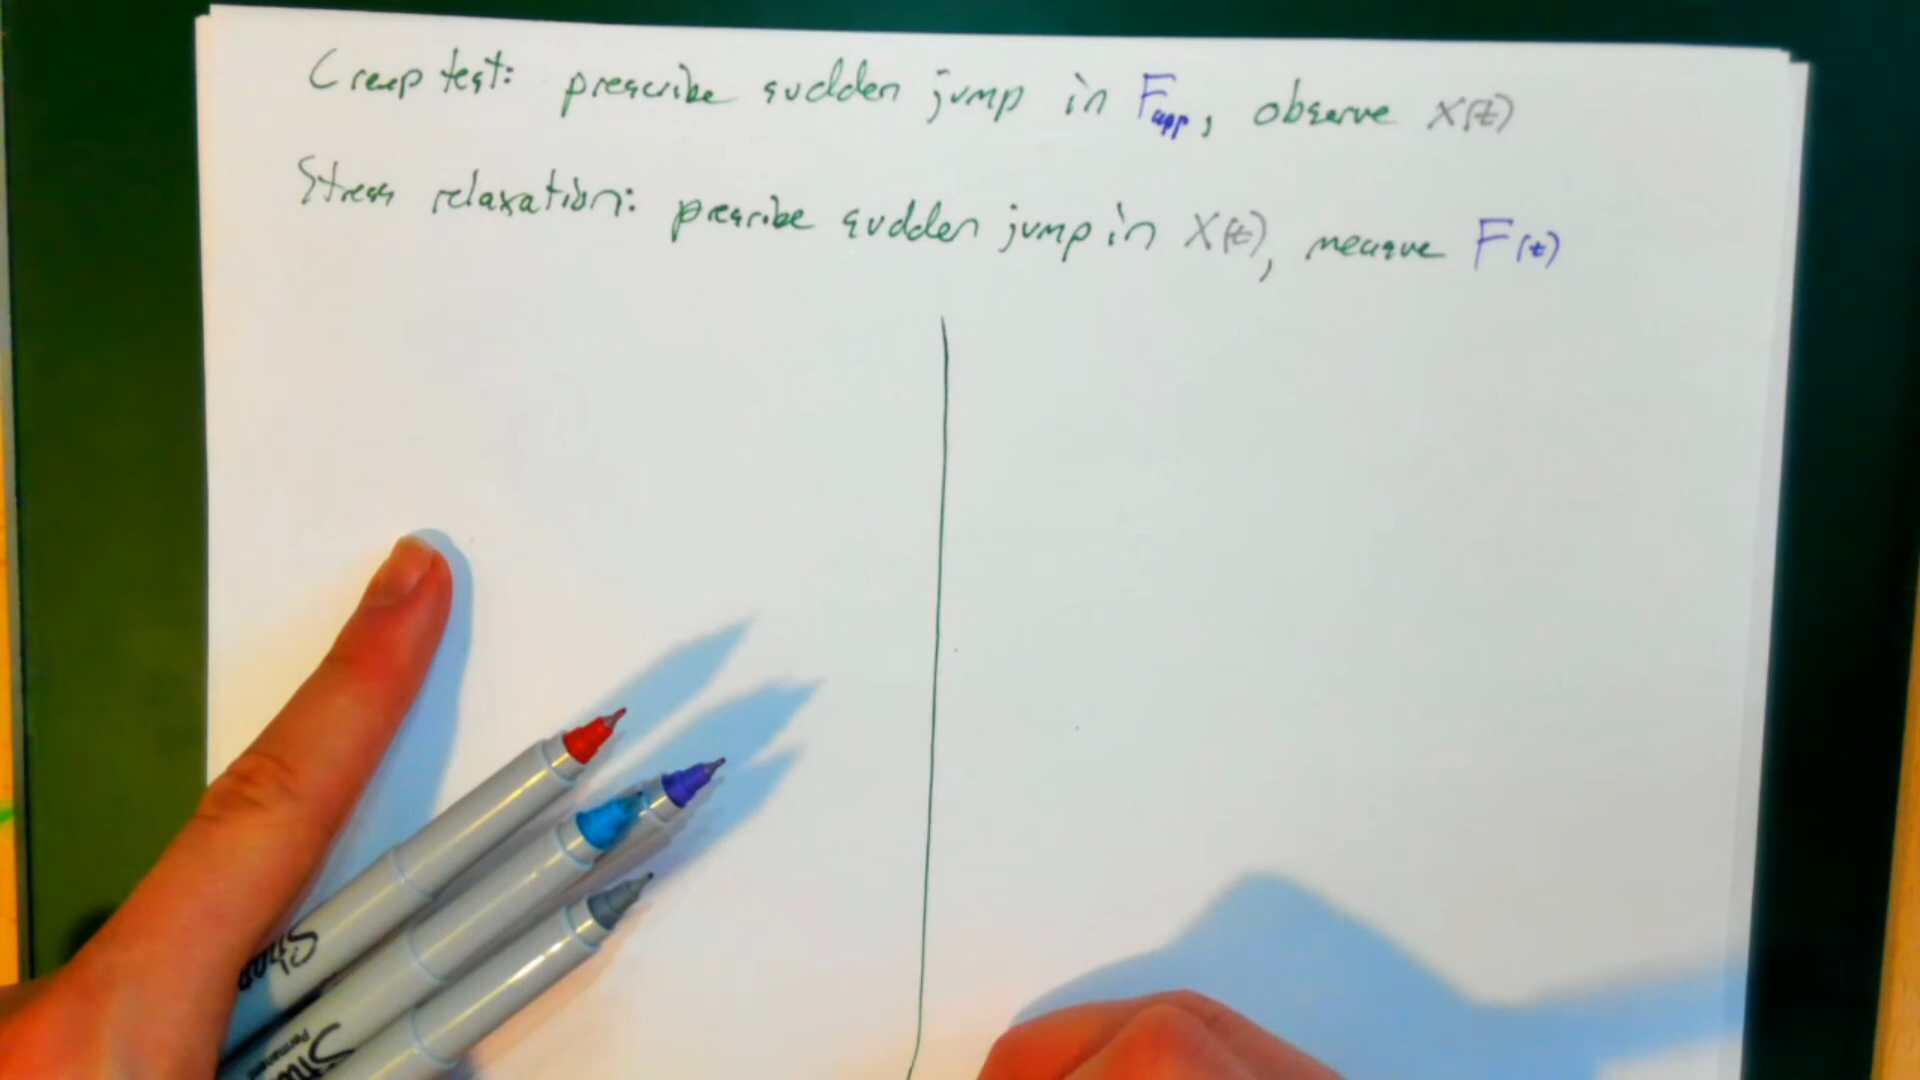 Creep test: prescribe sudden jump in Fapp, observe X(t)
Stress relaxation: prescribe sudden jump in X(t), measure F(t)